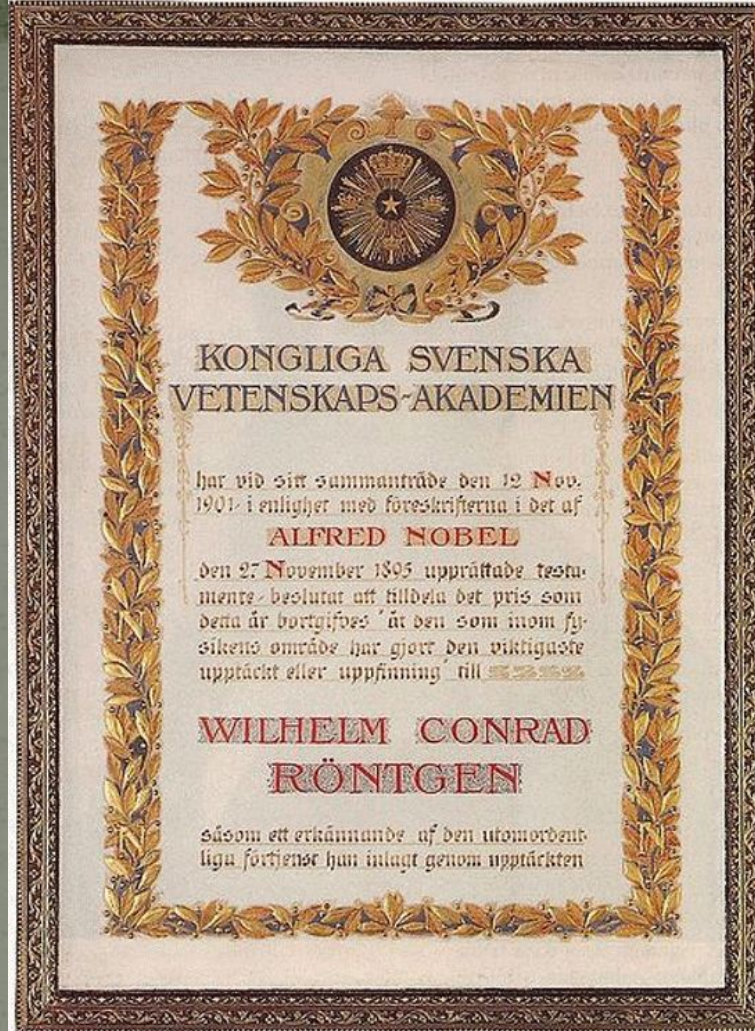 KONGLIGA SVENSKA
VETENSKAPS-AKADEMIEN
har vid sitt sammanträde den 12 Nov.
1901 i enlighet med föreskrifterna i det af
ALFRED NOBEL
den 27 November 1895 upprättade testa-
mente beslutat att tilldela det pris som
detta år bortgifves åt den som inom fy-
sikens område har gjort den viktigaste
upptäckt eller uppfinning till
WILHELM CONRAD
RÖNTGEN
såsom ett erkännande af den utomordent-
liga förtjenst han inlagt genom upptäckten